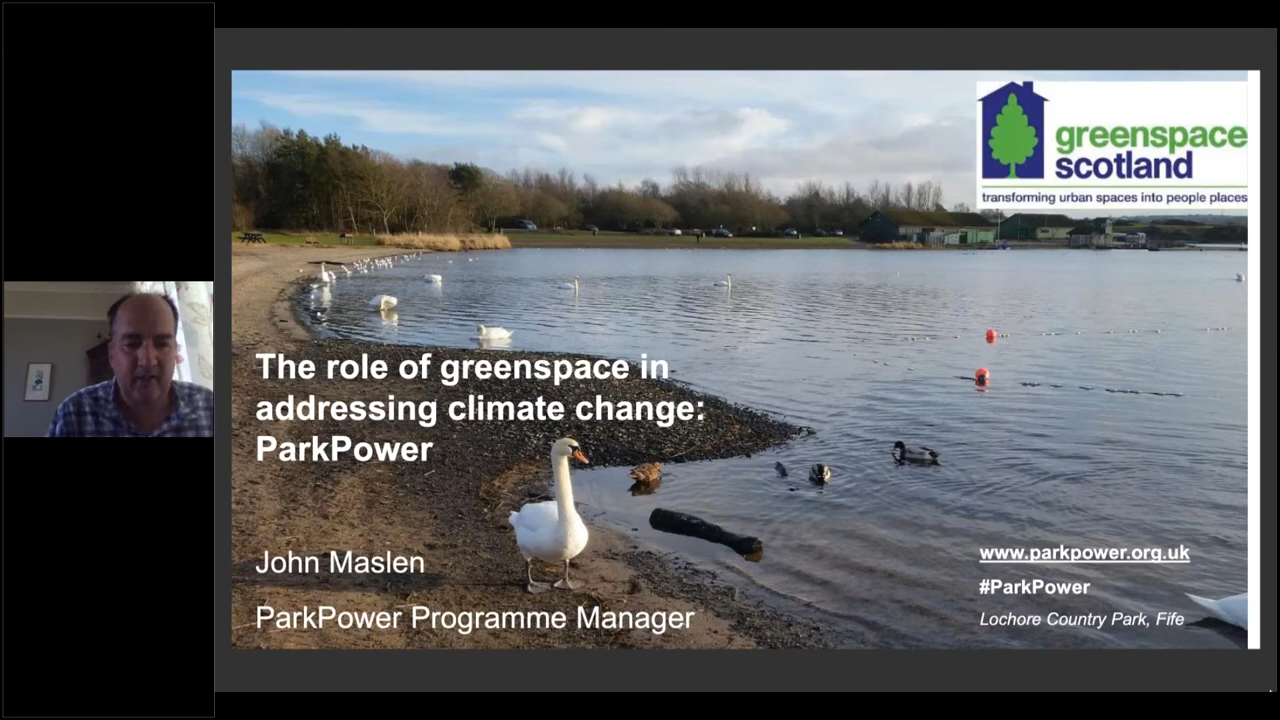 greenspace
scotland
transforming urban spaces into people places
The role of greenspace in
addressing climate change:
ParkPower
John Maslen
ParkPower Programme Manager
www.parkpower.org.uk
#ParkPower
Lochore Country Park, Fife